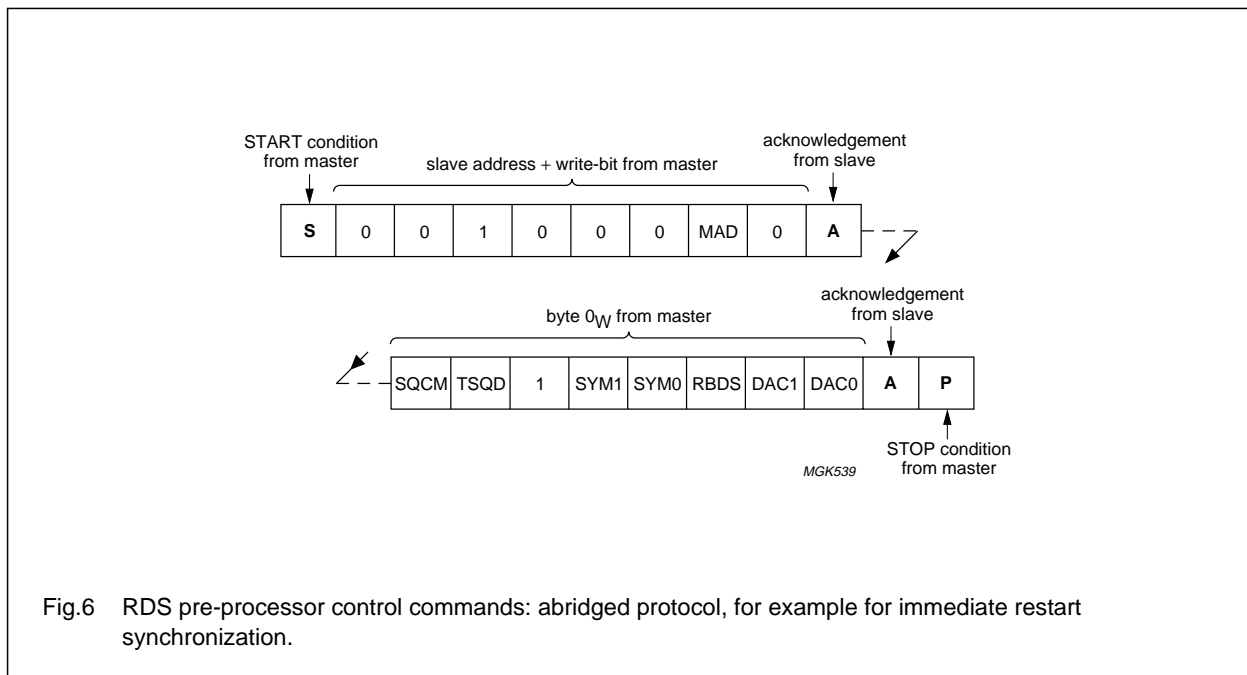 START condition
from master
slave address + write-bit from master
acknowledgement
from slave
S 0 0 1 0 0 0 MAD 0 A
byte 0W from master
acknowledgement
from slave
SQCM TSQD 1 SYM1 SYM0 RBDS DAC1 DAC0 A P
STOP condition
from master
MGK539
Fig.6 RDS pre-processor control commands: abridged protocol, for example for immediate restart
synchronization.